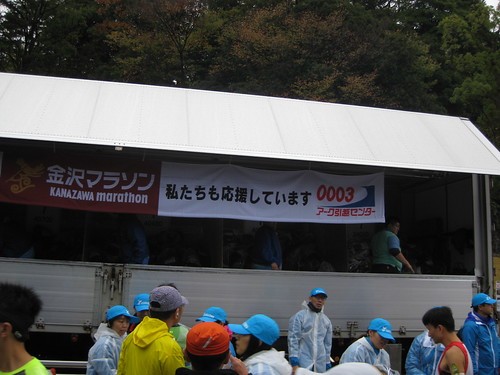 金沢マラソン
KANAZAWA marathon
私たちも応援しています
0003
アーク引越センター